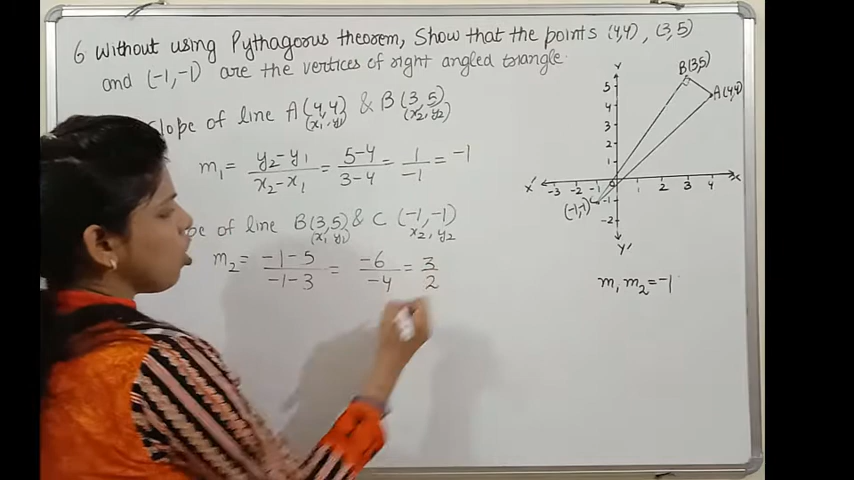 6 Without using Pythagorus theorem, Show that the points (4,4), (3,5)
and (-1,-1) are the vertices of right angled triangle.
Slope of line A(4,4) & B(3,5)
(x₁, y₁) (x₂, y₂)
m₁ = y₂-y₁ / x₂-x₁ = 5-4 / 3-4 = 1 / -1 = -1
of line B(3,5) & C (-1,-1)
(x₁ y₁) x₂, y₂
m₂ = -1-5 / -1-3 = -6 / -4 = 3 / 2
Y
B(3,5)
A(4,4)
5
4
3
2
1
X' -3 -2 -1 0 1 2 3 4 X
(-1,-1) C -1
-2
Y'
m₁ m₂ = -1